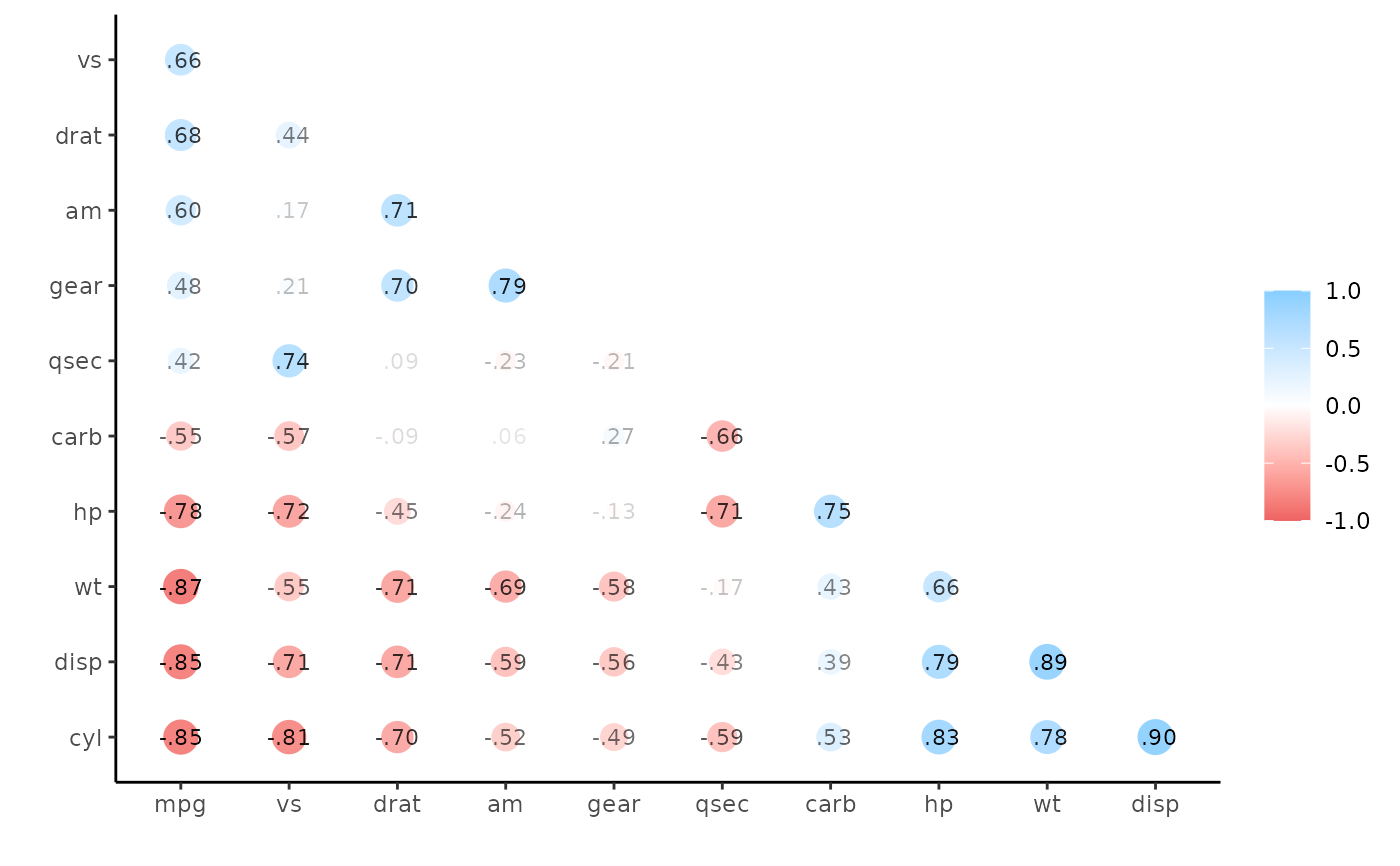 vs .66
drat .68 .44
am .60 .17 .71
gear .48 .21 .70 .79
1.0
0.5
qsec .42 .74 .09 -.23 -.21
0.0
carb -.55 -.57 -.09 .06 .27 -.66
-0.5
hp -.78 -.72 -.45 -.24 -.13 -.71 .75
-1.0
wt -.87 -.55 -.71 -.69 -.58 -.17 .43 .66
disp -.85 -.71 -.71 -.59 -.56 -.43 .39 .79 .89
cyl -.85 -.81 -.70 -.52 -.49 -.59 .53 .83 .78 .90
mpg vs drat am gear qsec carb hp wt disp